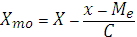 X_mo = X - (x - M_e) / C